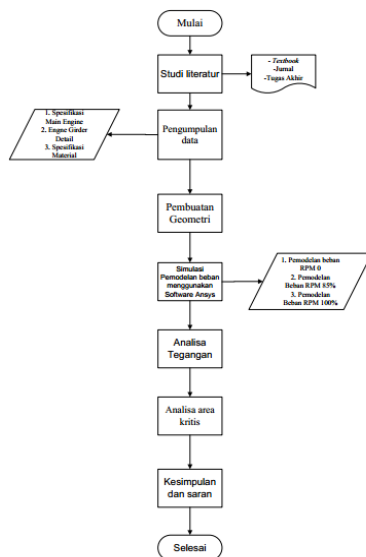 Mulai
Studi literatur
- Textbook
-Jurnal
-Tugas Akhir
Pengumpulan
data
1. Spesifikasi
Main Engine
2. Engne Girder
Detail
3. Spesifikasi
Material
Pembuatan
Geometri
Simulasi
Pemodelan beban
menggunakan
Software Ansys
1. Pemodelan beban
RPM 0
2. Pemodelan
Beban RPM 85%
3. Pemodelan
Beban RPM 100%
Analisa
Tegangan
Analisa area
kritis
Kesimpulan
dan saran
Selesai